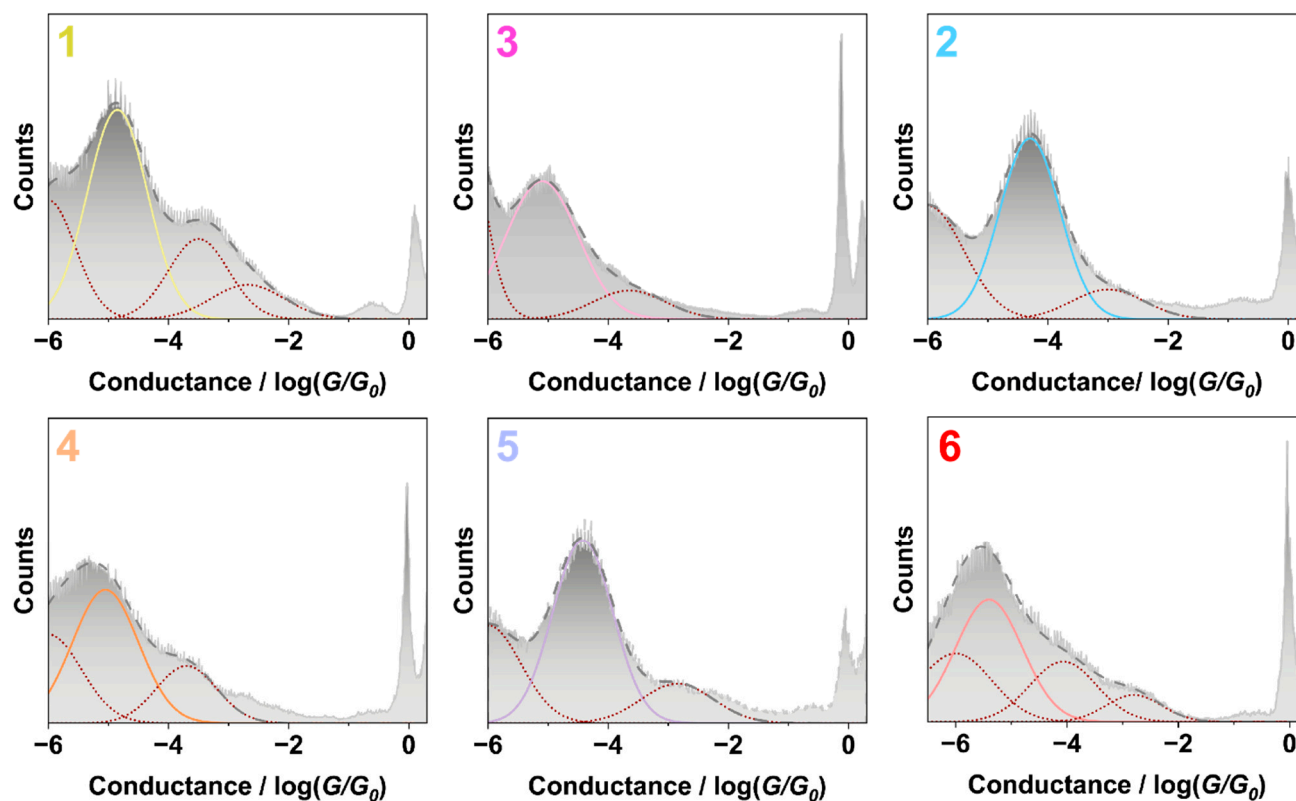 1
Counts
−6 −4 −2 0
Conductance / log(G/G₀)
3
Counts
−6 −4 −2 0
Conductance / log(G/G₀)
2
Counts
−6 −4 −2 0
Conductance/ log(G/G₀)
4
Counts
−6 −4 −2 0
Conductance / log(G/G₀)
5
Counts
−6 −4 −2 0
Conductance / log(G/G₀)
6
Counts
−6 −4 −2 0
Conductance / log(G/G₀)